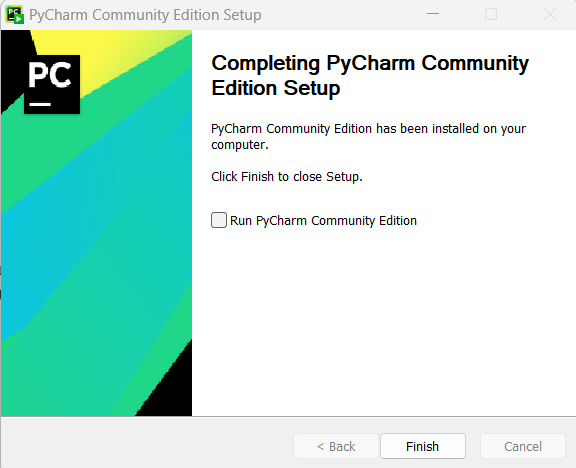 PyCharm Community Edition Setup
PC
Completing PyCharm Community
Edition Setup
PyCharm Community Edition has been installed on your
computer.
Click Finish to close Setup.
Run PyCharm Community Edition
< Back
Finish
Cancel